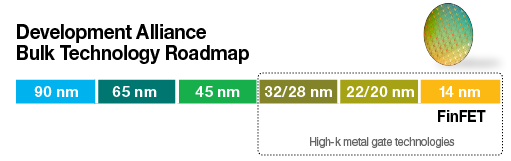 Development Alliance
Bulk Technology Roadmap
90 nm 65 nm 45 nm 32/28 nm 22/20 nm 14 nm
FinFET
High-k metal gate technologies